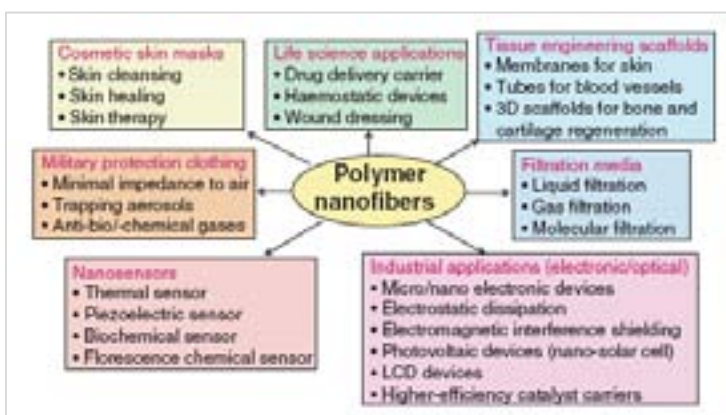 Cosmetic skin masks
• Skin cleansing
• Skin healing
• Skin therapy
Life science applications
• Drug delivery carrier
• Haemostatic devices
• Wound dressing
Tissue engineering scaffolds
• Membranes for skin
• Tubes for blood vessels
• 3D scaffolds for bone and
cartilage regeneration
Military protection clothing
• Minimal impedance to air
• Trapping aerosols
• Anti-bio/-chemical gases
Polymer
nanofibers
Filtration media
• Liquid filtration
• Gas filtration
• Molecular filtration
Nanosensors
• Thermal sensor
• Piezoelectric sensor
• Biochemical sensor
• Florescence chemical sensor
Industrial applications (electronic/optical)
• Micro/nano electronic devices
• Electrostatic dissipation
• Electromagnetic interference shielding
• Photovoltaic devices (nano-solar cell)
• LCD devices
• Higher-efficiency catalyst carriers